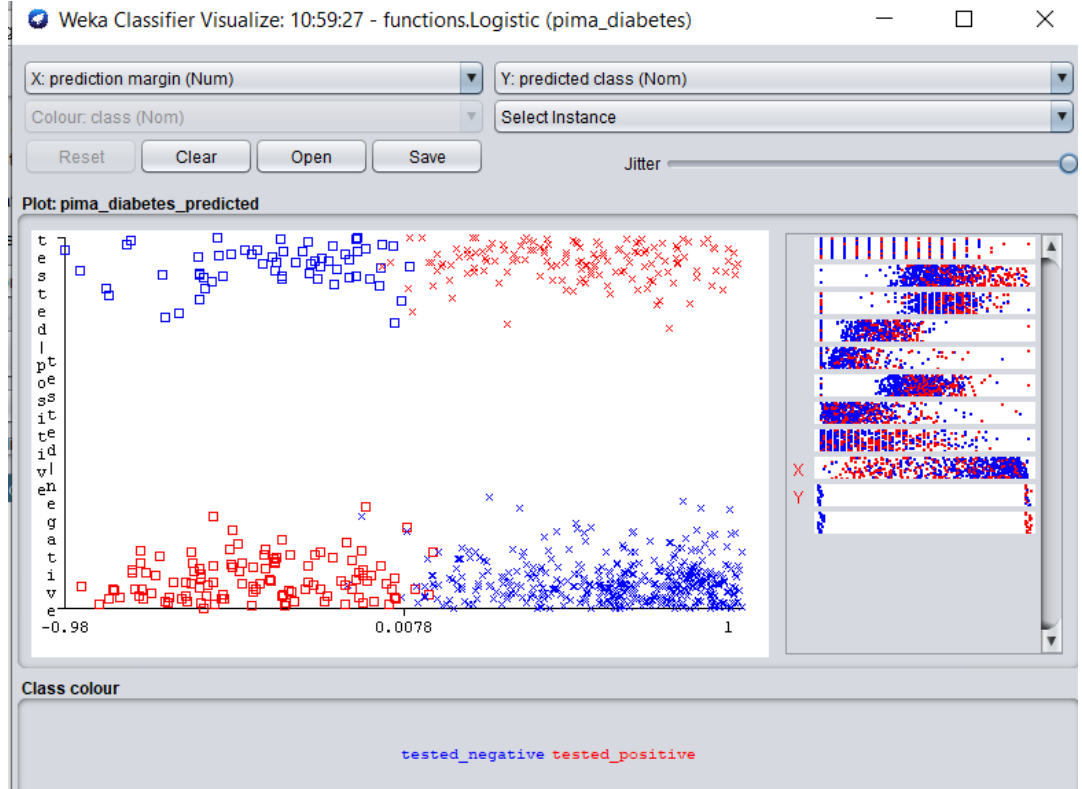 Weka Classifier Visualize: 10:59:27 - functions.Logistic (pima_diabetes)
X: prediction margin (Num)
Y: predicted class (Nom)
Colour: class (Nom)
Select Instance
Reset
Clear
Open
Save
Jitter
Plot: pima_diabetes_predicted
tested_positive
tested_negative
-0.98
0.0078
1
X
Y
Class colour
tested_negative tested_positive